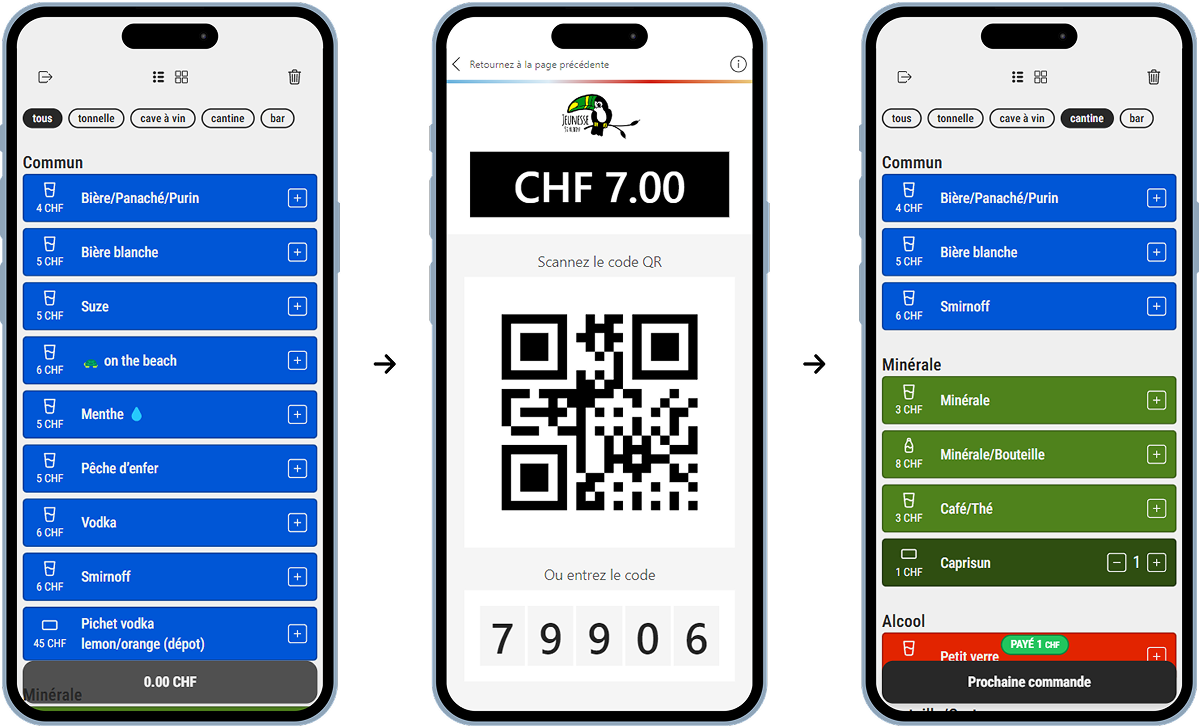 tous tonnelle cave à vin cantine bar
Commun
4 CHF Bière/Panaché/Purin
5 CHF Bière blanche
5 CHF Suze
6 CHF on the beach
5 CHF Menthe
5 CHF Pêche d'enfer
6 CHF Vodka
6 CHF Smirnoff
45 CHF Pichet vodka
lemon/orange (dépot)
0.00 CHF
Minérale
Retournez à la page précédente
JEUNESSE
CHF 7.00
Scannez le code QR
Ou entrez le code
7 9 9 0 6
tous tonnelle cave à vin cantine bar
Commun
4 CHF Bière/Panaché/Purin
5 CHF Bière blanche
6 CHF Smirnoff
Minérale
3 CHF Minérale
8 CHF Minérale/Bouteille
3 CHF Café/Thé
1 CHF Caprisun 1
Alcool
Petit verre
PAYÉ 1 CHF
Prochaine commande